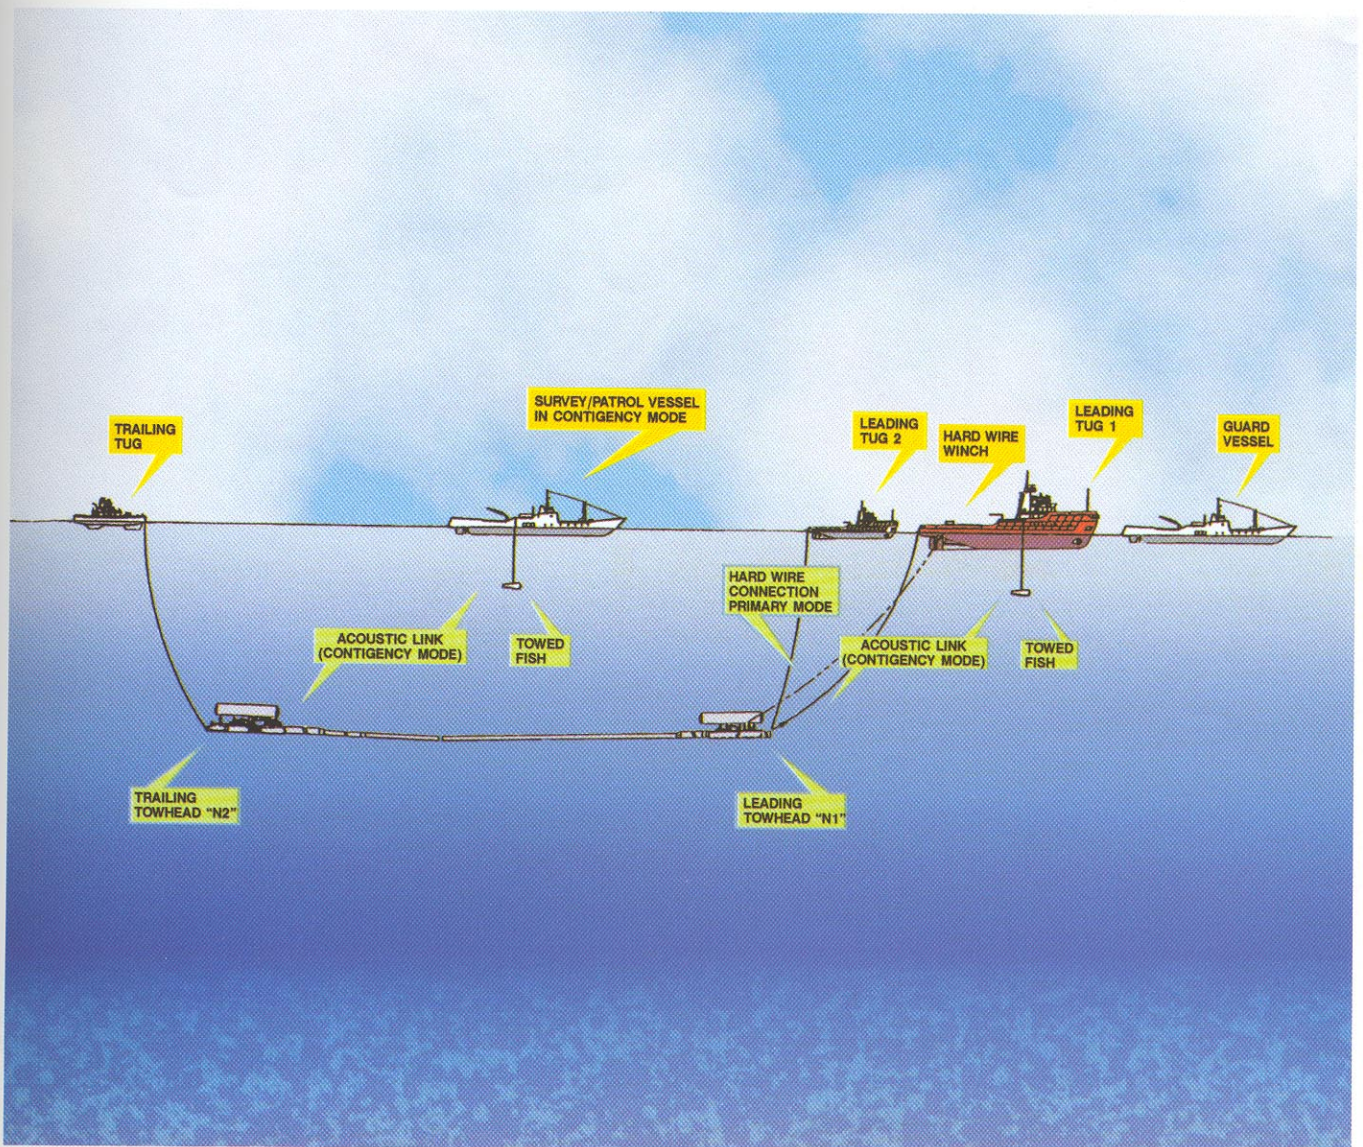 TRAILING
TUG
SURVEY/PATROL VESSEL
IN CONTIGENCY MODE
LEADING
TUG 2
HARD WIRE
WINCH
LEADING
TUG 1
GUARD
VESSEL
HARD WIRE
CONNECTION
PRIMARY MODE
ACOUSTIC LINK
(CONTIGENCY MODE)
TOWED
FISH
ACOUSTIC LINK
(CONTIGENCY MODE)
TOWED
FISH
TRAILING
TOWHEAD “N2”
LEADING
TOWHEAD “N1”